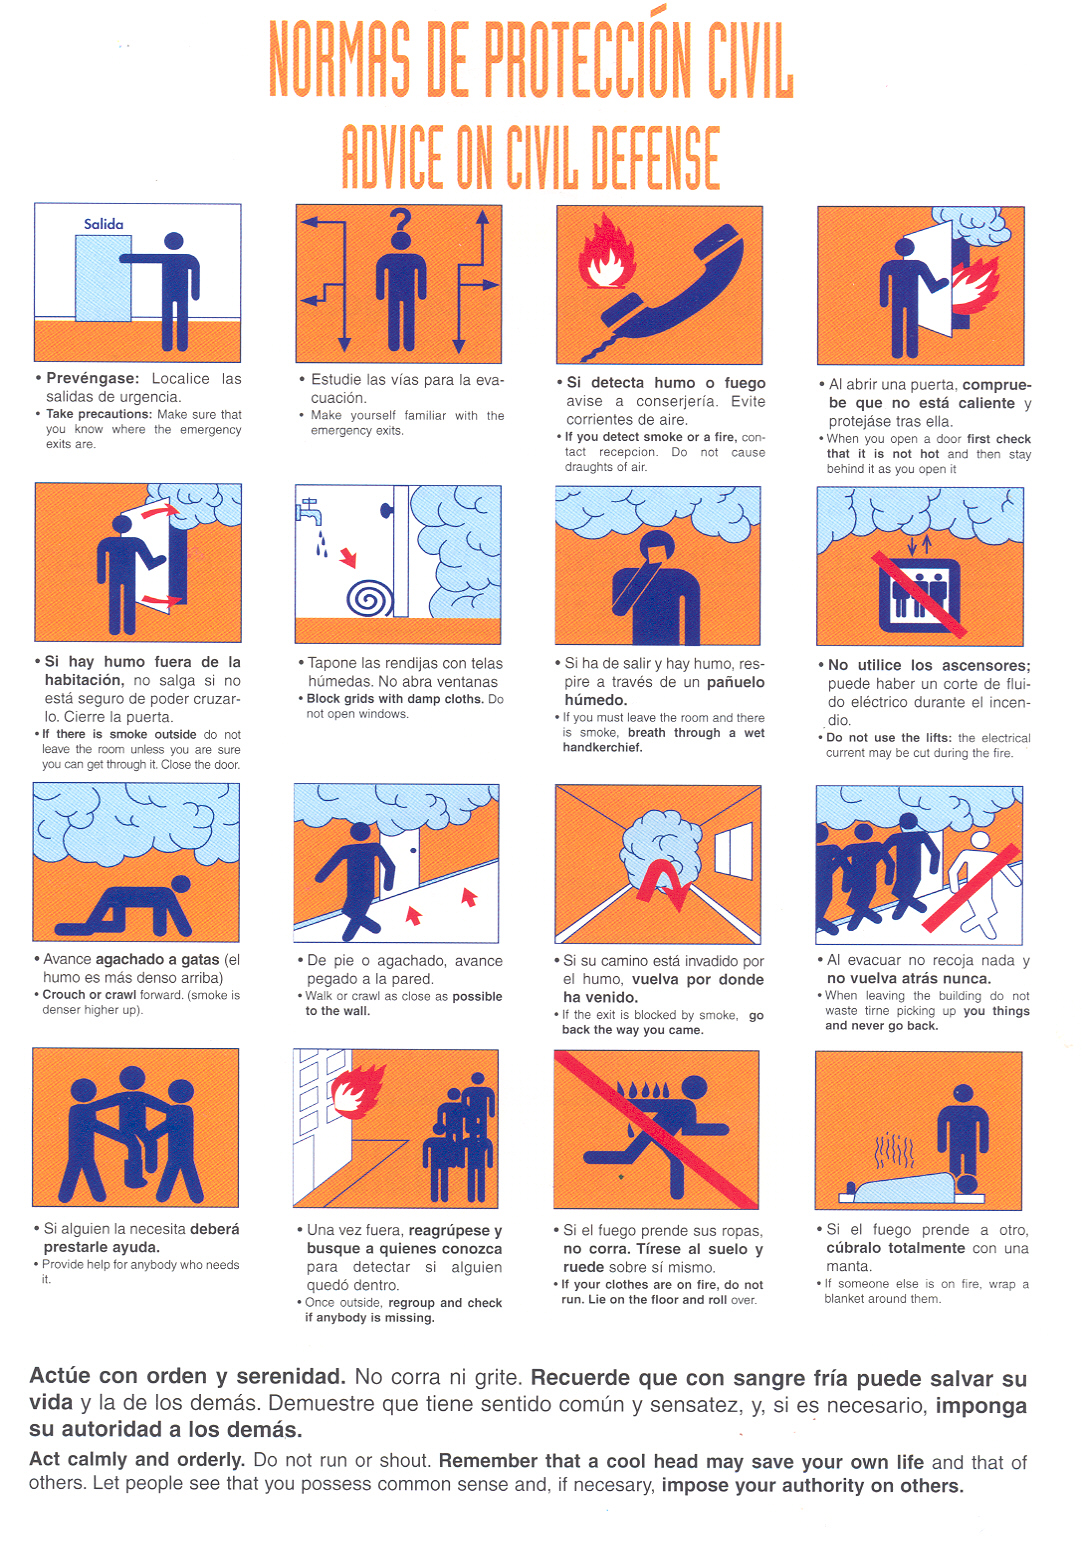 NORMAS DE PROTECCIÓN CIVIL
ADVICE ON CIVIL DEFENSE
Salida
?
• Prevéngase: Localice las
salidas de urgencia.
• Take precautions: Make sure that
you know where the emergency
exits are.
• Estudie las vías para la eva-
cuación.
• Make yourself familiar with the
emergency exits.
• Si detecta humo o fuego
avise a conserjería. Evite
corrientes de aire.
• If you detect smoke or a fire, con-
tact recepcion. Do not cause
draughts of air.
• Al abrir una puerta, comprue-
be que no está caliente y
protejáse tras ella.
• When you open a door first check
that it is not hot and then stay
behind it as you open it
• Si hay humo fuera de la
habitación, no salga si no
está seguro de poder cruzar-
lo. Cierre la puerta.
• If there is smoke outside do not
leave the room unless you are sure
you can get through it. Close the door.
• Tapone las rendijas con telas
húmedas. No abra ventanas
• Block grids with damp cloths. Do
not open windows.
• Si ha de salir y hay humo, res-
pire a través de un pañuelo
húmedo.
• If you must leave the room and there
is smoke, breath through a wet
handkerchief.
• No utilice los ascensores;
puede haber un corte de flui-
do eléctrico durante el incen-
dio.
• Do not use the lifts: the electrical
current may be cut during the fire.
• Avance agachado a gatas (el
humo es más denso arriba)
• Crouch or crawl forward. (smoke is
denser higher up).
• De pie o agachado, avance
pegado a la pared.
• Walk or crawl as close as possible
to the wall.
• Si su camino está invadido por
el humo, vuelva por donde
ha venido.
• If the exit is blocked by smoke, go
back the way you came.
• Al evacuar no recoja nada y
no vuelva atrás nunca.
• When leaving the building do not
waste tirne picking up you things
and never go back.
• Si alguien la necesita deberá
prestarle ayuda.
• Provide help for anybody who needs
it.
• Una vez fuera, reagrúpese y
busque a quienes conozca
para detectar si alguien
quedó dentro.
• Once outside, regroup and check
if anybody is missing.
• Si el fuego prende sus ropas,
no corra. Tírese al suelo y
ruede sobre sí mismo.
• If your clothes are on fire, do not
run. Lie on the floor and roll over.
• Si el fuego prende a otro,
cúbralo totalmente con una
manta.
• If someone else is on fire, wrap a
blanket around them.
Actúe con orden y serenidad. No corra ni grite. Recuerde que con sangre fría puede salvar su
vida y la de los demás. Demuestre que tiene sentido común y sensatez, y, si es necesario, imponga
su autoridad a los demás.
Act calmly and orderly. Do not run or shout. Remember that a cool head may save your own life and that of
others. Let people see that you possess common sense and, if necesary, impose your authority on others.